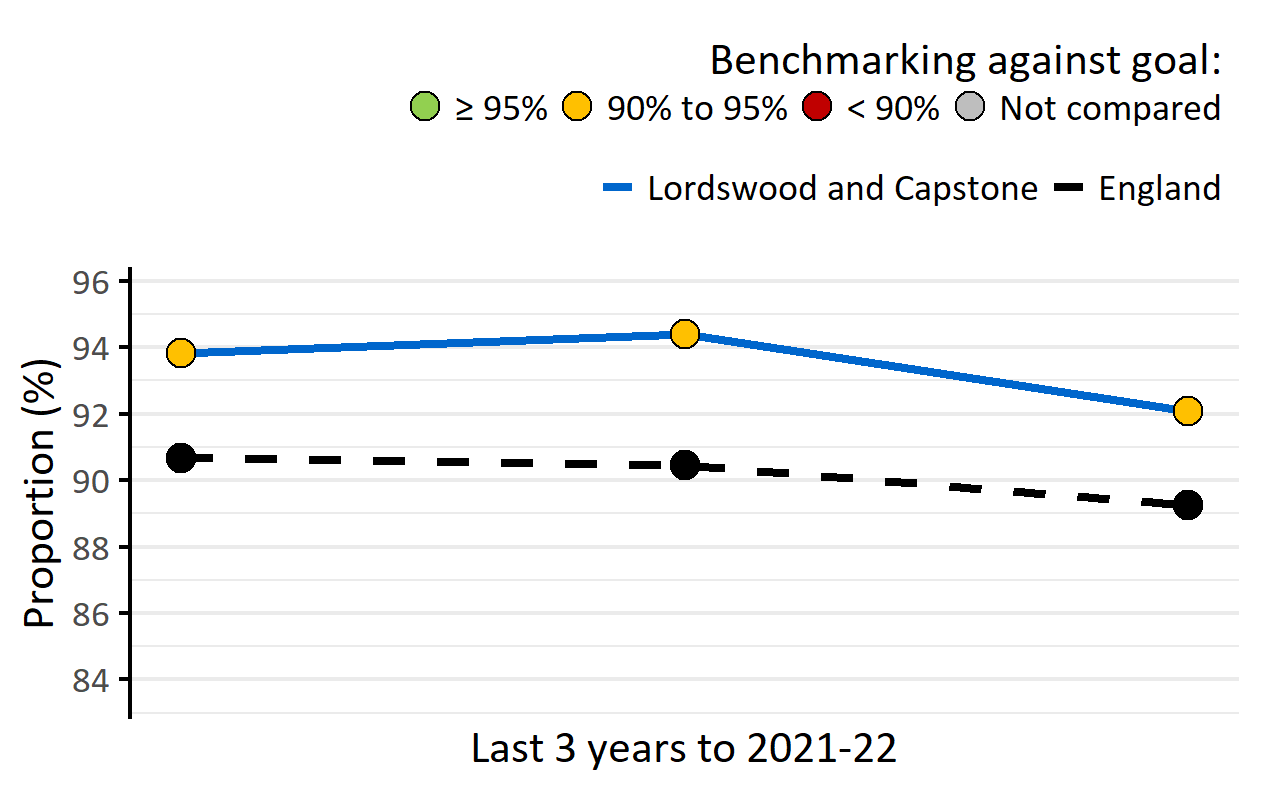 Benchmarking against goal:
≥ 95% 90% to 95% < 90% Not compared
Lordswood and Capstone England
96
94
92
90
88
86
84
Proportion (%)
Last 3 years to 2021-22